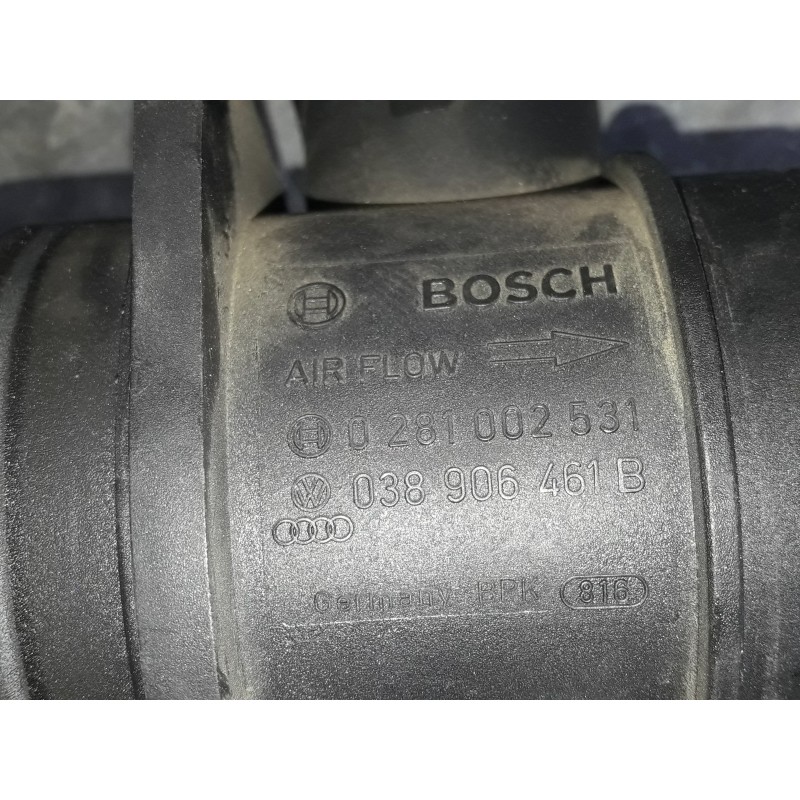 BOSCH
AIR FLOW
0 281 002 531
038 906 461 B
Germany BPK 816